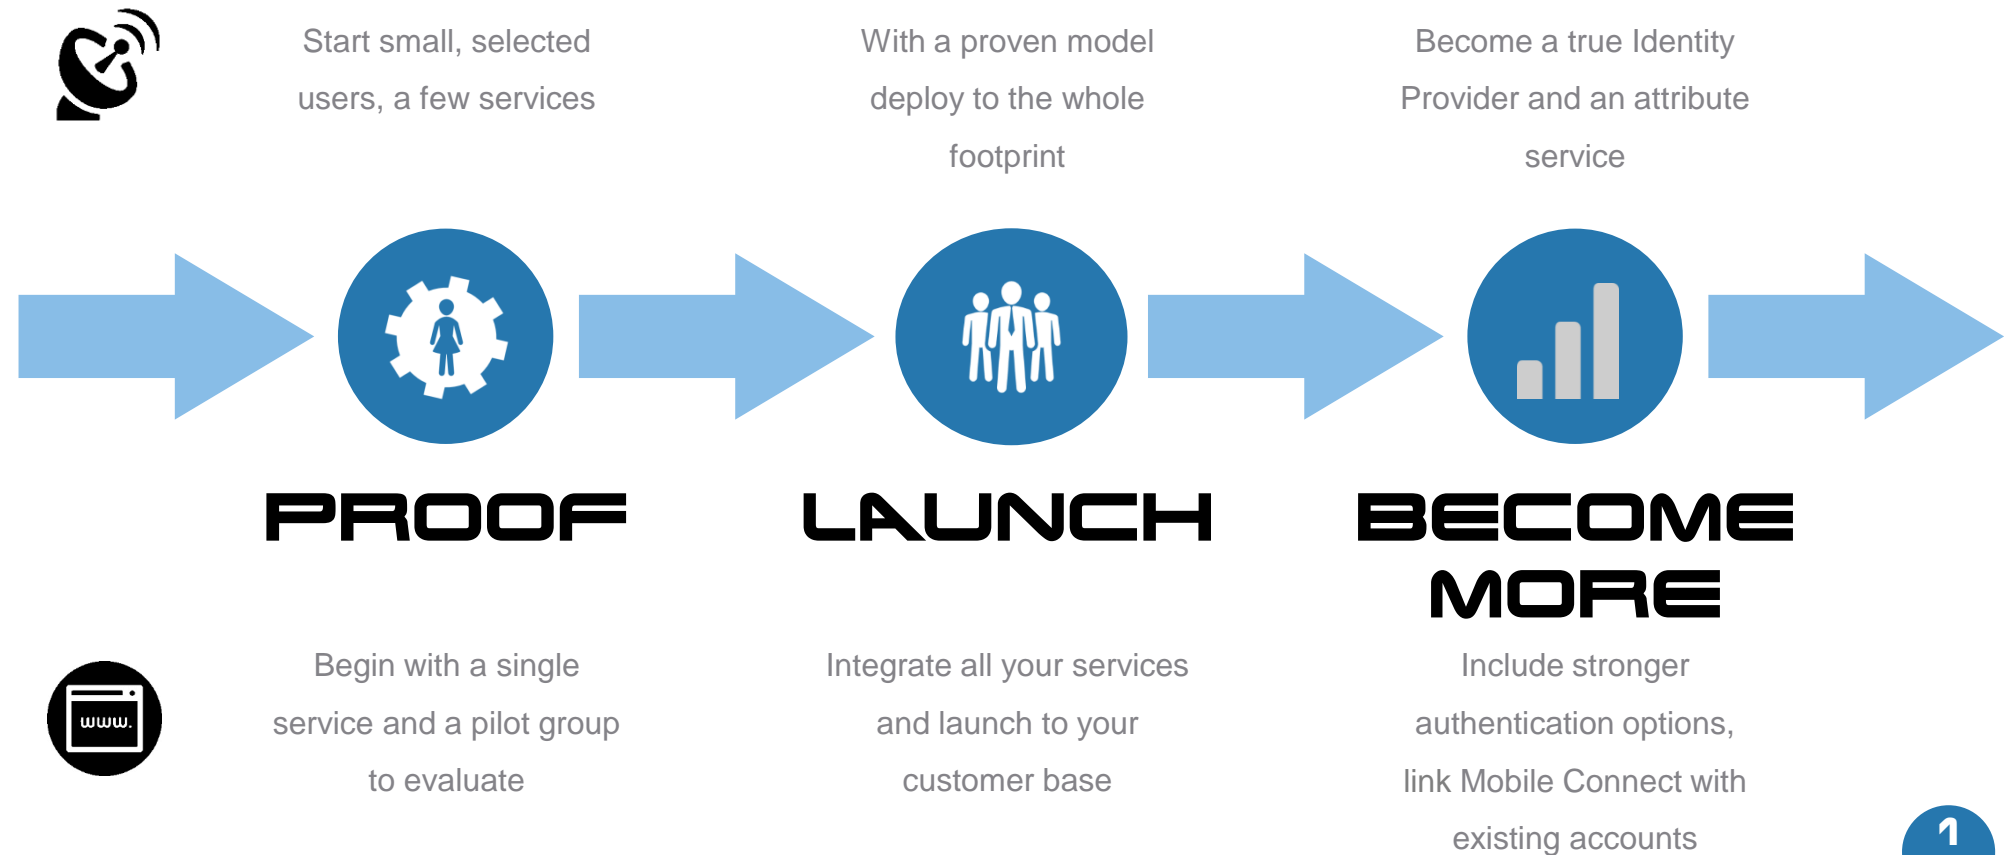 Start small, selected
users, a few services
With a proven model
deploy to the whole
footprint
Become a true Identity
Provider and an attribute
service
PROOF
LAUNCH
BECOME
MORE
www.
Begin with a single
service and a pilot group
to evaluate
Integrate all your services
and launch to your
customer base
Include stronger
authentication options,
link Mobile Connect with
existing accounts
1